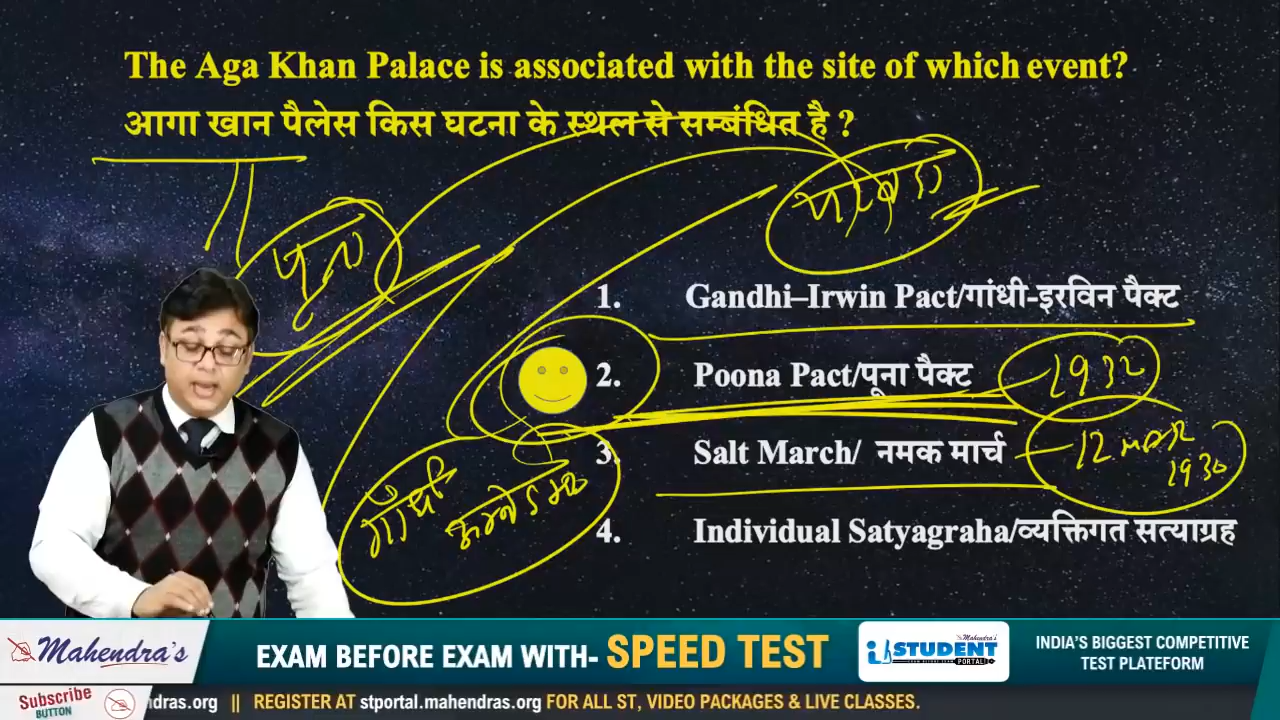 The Aga Khan Palace is associated with the site of which event?
आगा खान पैलेस किस घटना के स्थल से सम्बंधित है ?
पूना
यरवडा
1. Gandhi–Irwin Pact/गांधी-इरविन पैक्ट
2. Poona Pact/पूना पैक्ट - 1932
3. Salt March/ नमक मार्च - 12 मार्च
1930
गांधी
4. Individual Satyagraha/व्यक्तिगत सत्याग्रह
Mahendra's
EXAM BEFORE EXAM WITH- SPEED TEST
Mahendra's
STUDENT
PORTAL
INDIA'S BIGGEST COMPETITIVE
TEST PLATEFORM
Subscribe
BUTTON
ndras.org || REGISTER AT stportal.mahendras.org FOR ALL ST, VIDEO PACKAGES & LIVE CLASSES.